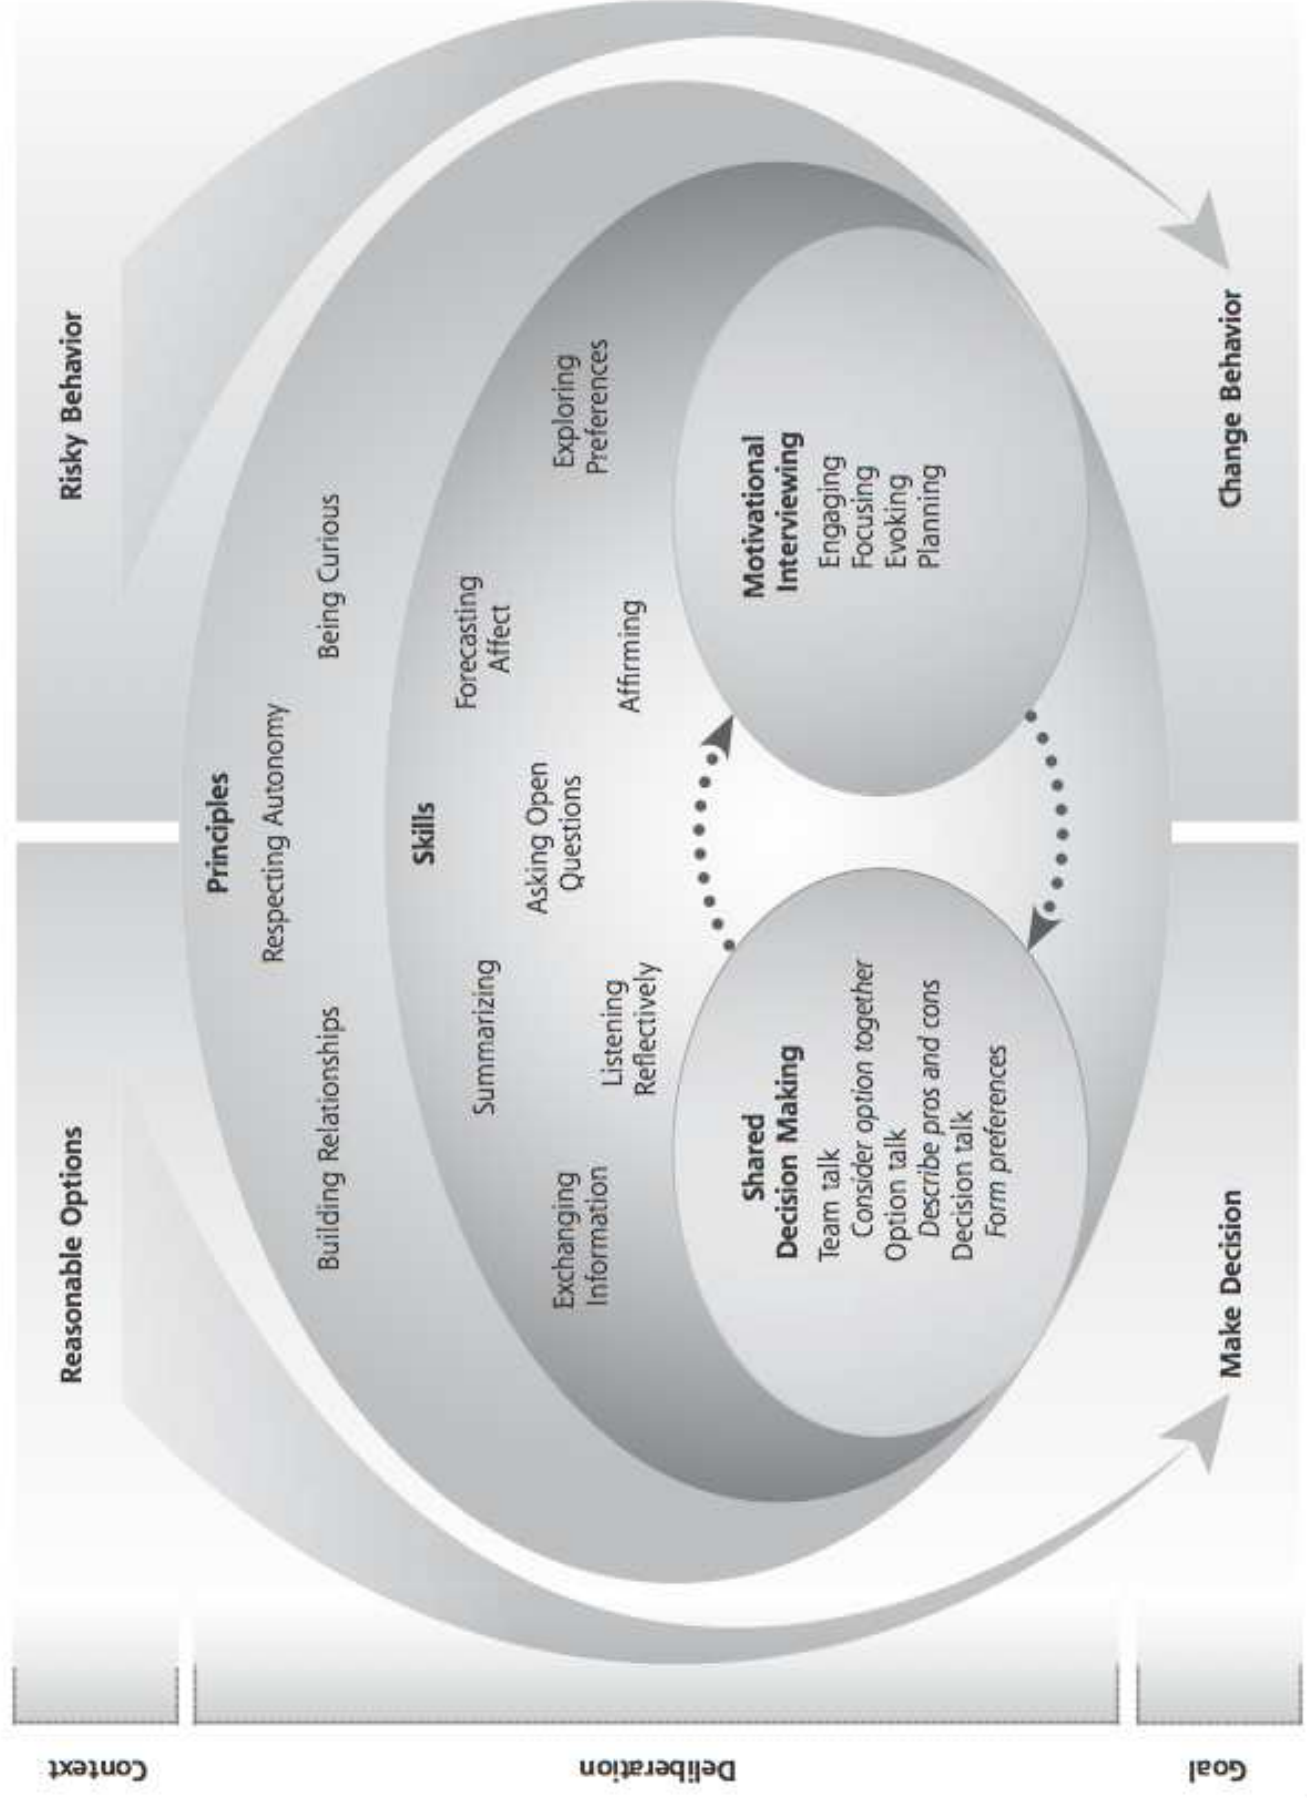 Context
Deliberation
Goal
Reasonable Options
Risky Behavior
Principles
Respecting Autonomy
Building Relationships
Being Curious
Skills
Summarizing
Forecasting
Affect
Asking Open
Questions
Exchanging
Information
Exploring
Preferences
Listening
Reflectively
Affirming
Shared
Decision Making
Team talk
Consider option together
Option talk
Describe pros and cons
Decision talk
Form preferences
Motivational
Interviewing
Engaging
Focusing
Evoking
Planning
Make Decision
Change Behavior